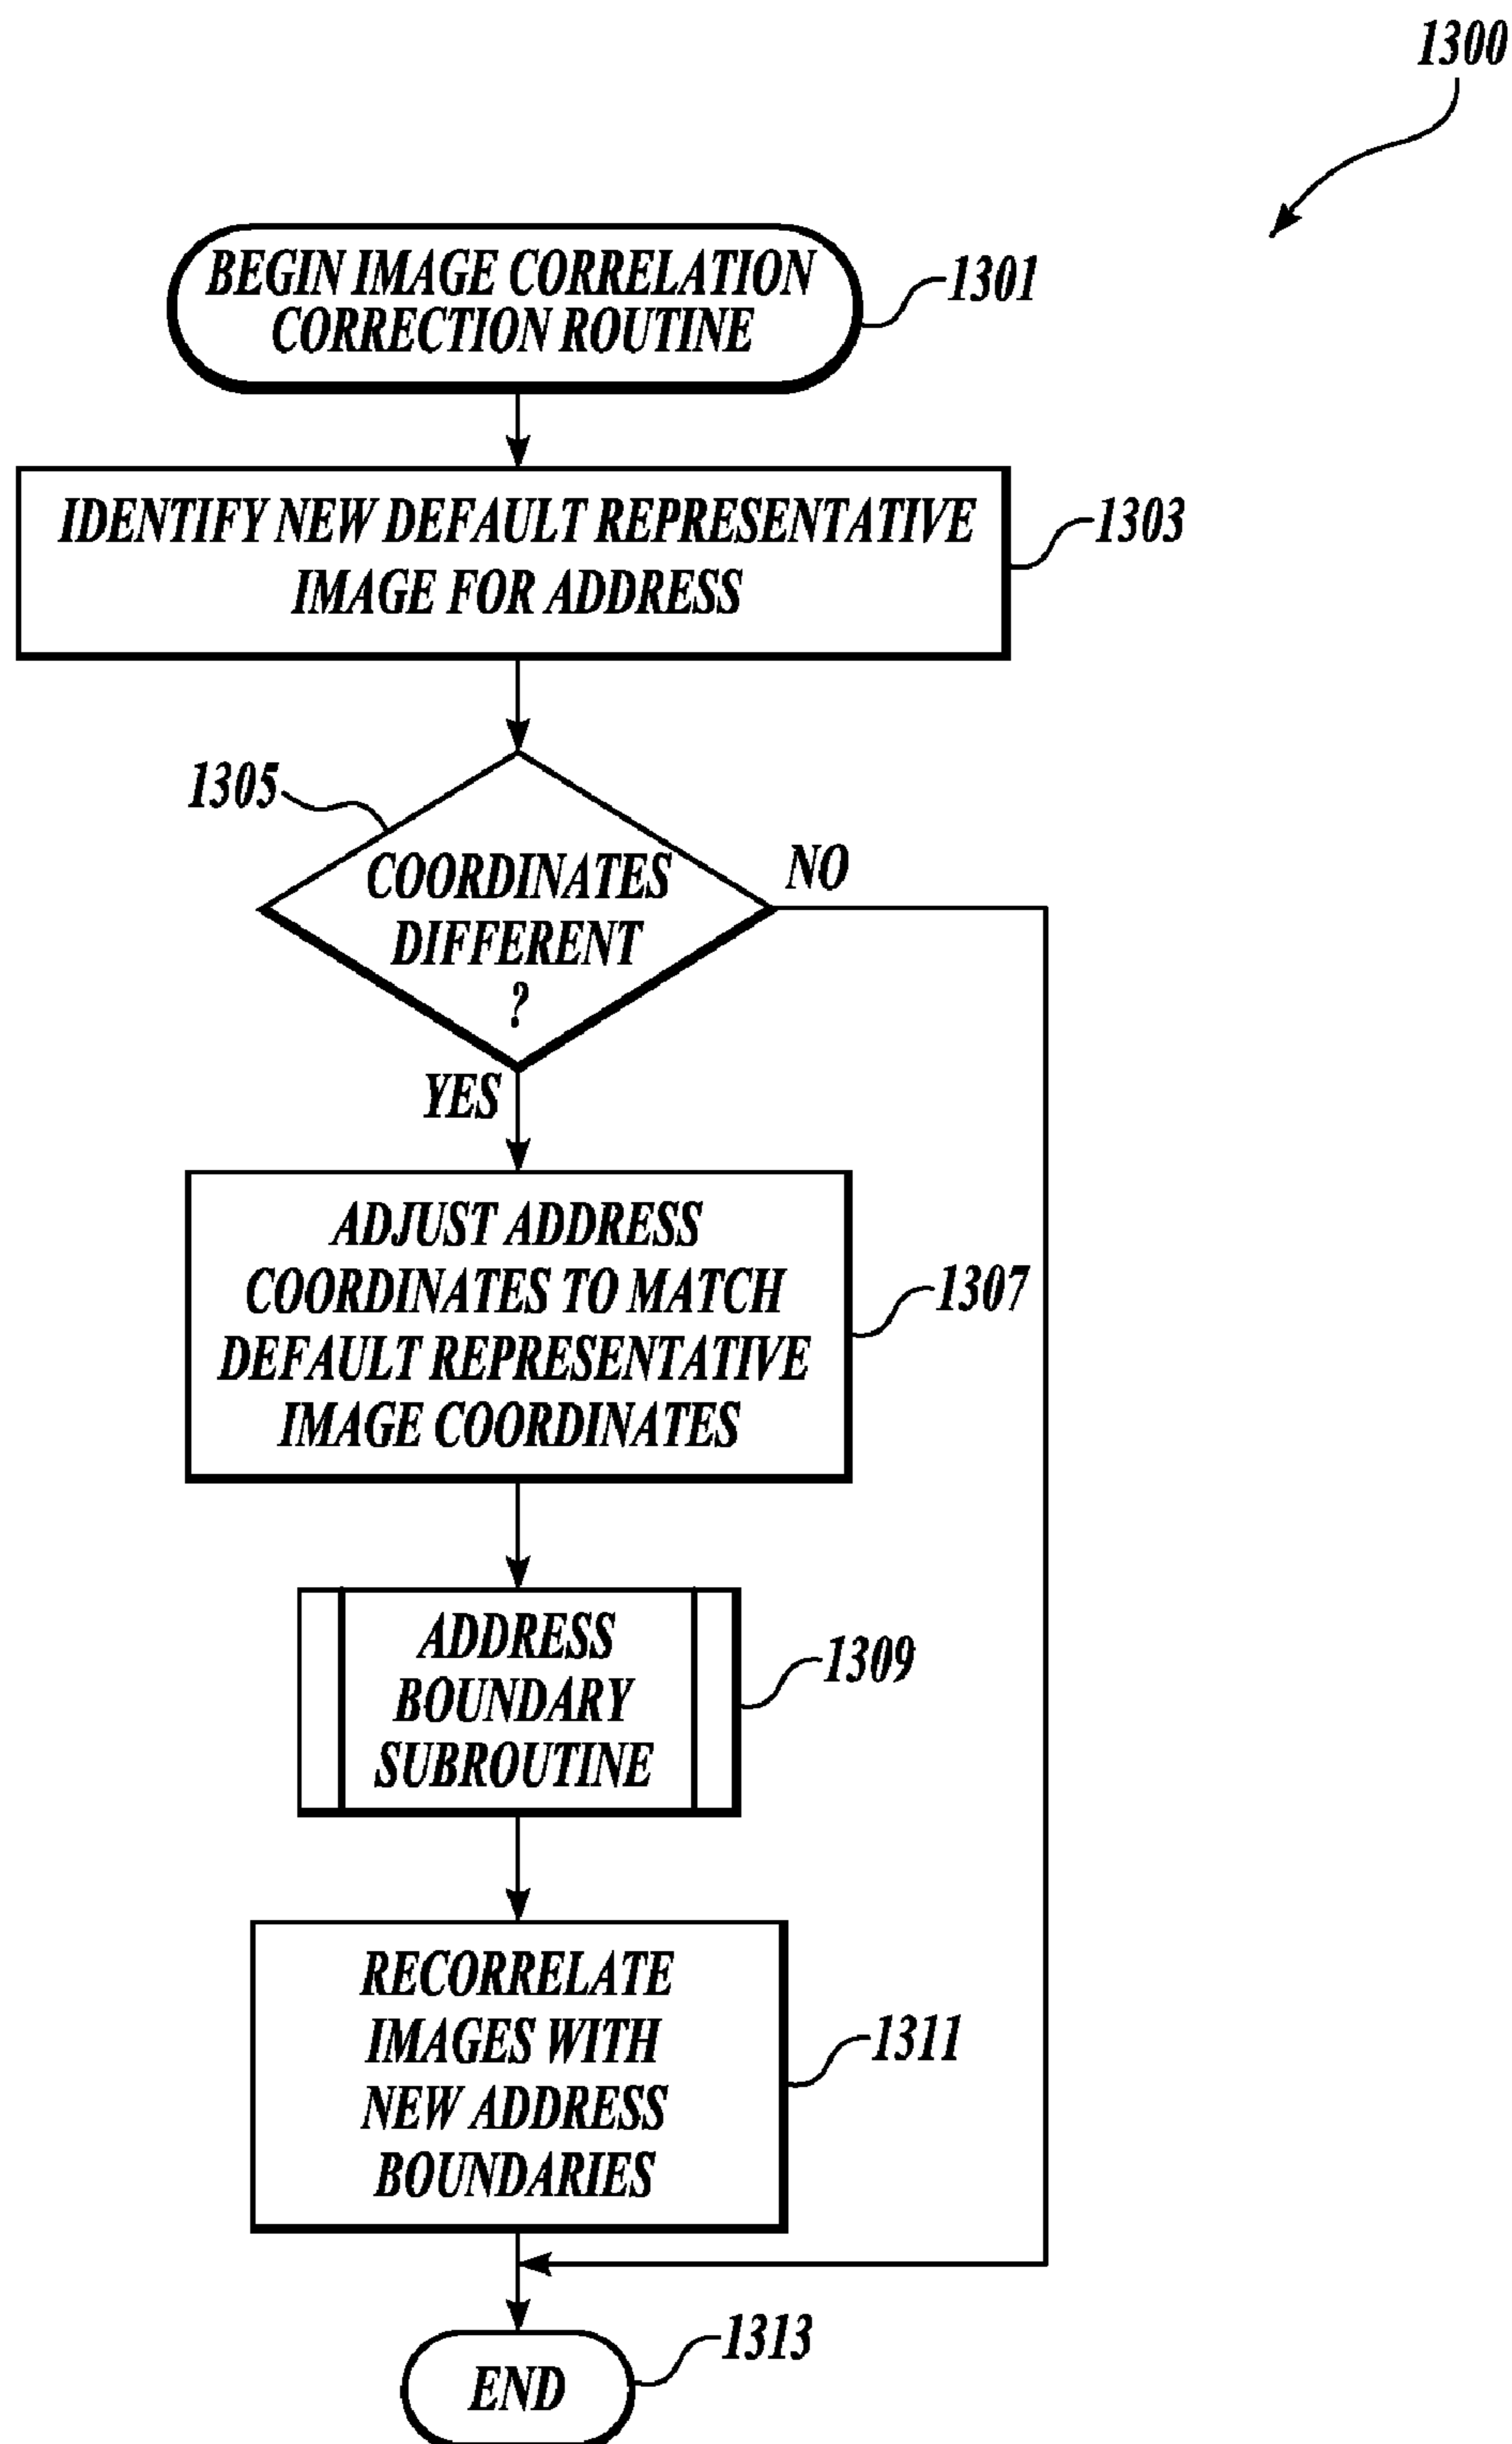 1300
BEGIN IMAGE CORRELATION
CORRECTION ROUTINE
1301
IDENTIFY NEW DEFAULT REPRESENTATIVE
IMAGE FOR ADDRESS
1303
1305
COORDINATES
DIFFERENT
?
NO
YES
ADJUST ADDRESS
COORDINATES TO MATCH
DEFAULT REPRESENTATIVE
IMAGE COORDINATES
1307
ADDRESS
BOUNDARY
SUBROUTINE
1309
RECORRELATE
IMAGES WITH
NEW ADDRESS
BOUNDARIES
1311
END
1313